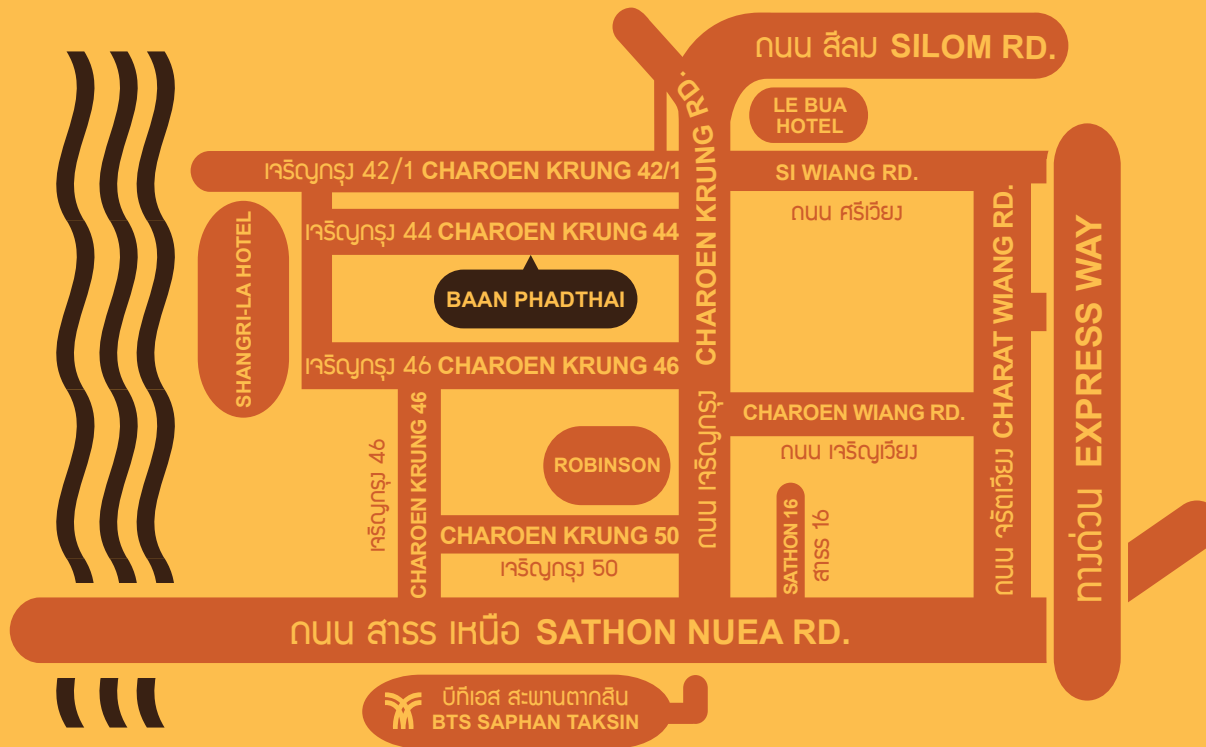 ถนน สีลม SILOM RD.
LE BUA
HOTEL
เจริญกรุง 42/1 CHAROEN KRUNG 42/1
SI WIANG RD.
ถนน ศรีเวียง
เจริญกรุง 44 CHAROEN KRUNG 44
SHANGRI-LA HOTEL
BAAN PHADTHAI
ถนน เจริญกรุง CHAROEN KRUNG RD.
ถนน จรัตเวียง CHARAT WIANG RD.
ทางด่วน EXPRESS WAY
เจริญกรุง 46 CHAROEN KRUNG 46
CHAROEN WIANG RD.
ถนน เจริญเวียง
เจริญกรุง 46
CHAROEN KRUNG 46
ROBINSON
SATHON 16
สาธร 16
CHAROEN KRUNG 50
เจริญกรุง 50
ถนน สาธร เหนือ SATHON NUEA RD.
บีทีเอส สะพานตากสิน
BTS SAPHAN TAKSIN